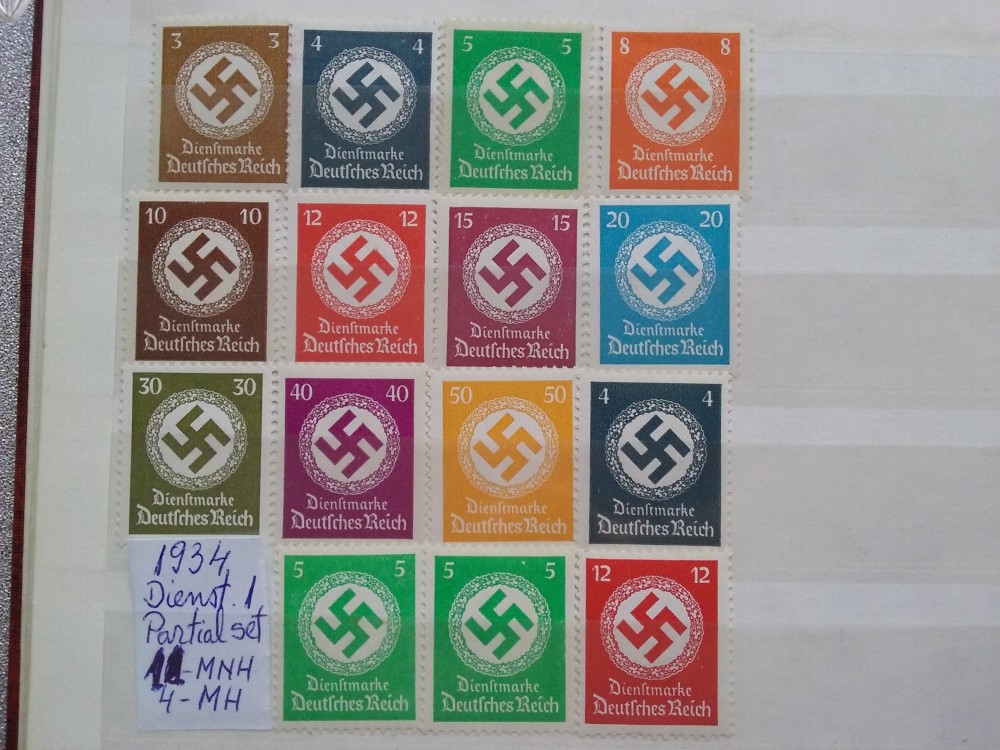 3 3
Dienstmarke
Deutsches Reich
4 4
Dienstmarke
Deutsches Reich
5 5
Dienstmarke
Deutsches Reich
8 8
Dienstmarke
Deutsches Reich
10 10
Dienstmarke
Deutsches Reich
12 12
Dienstmarke
Deutsches Reich
15 15
Dienstmarke
Deutsches Reich
20 20
Dienstmarke
Deutsches Reich
30 30
Dienstmarke
Deutsches Reich
40 40
Dienstmarke
Deutsches Reich
50 50
Dienstmarke
Deutsches Reich
4 4
Dienstmarke
Deutsches Reich
1934
Dienst. 1
Partial set
11-MNH
4-MH
5 5
Dienstmarke
Deutsches Reich
5 5
Dienstmarke
Deutsches Reich
12 12
Dienstmarke
Deutsches Reich